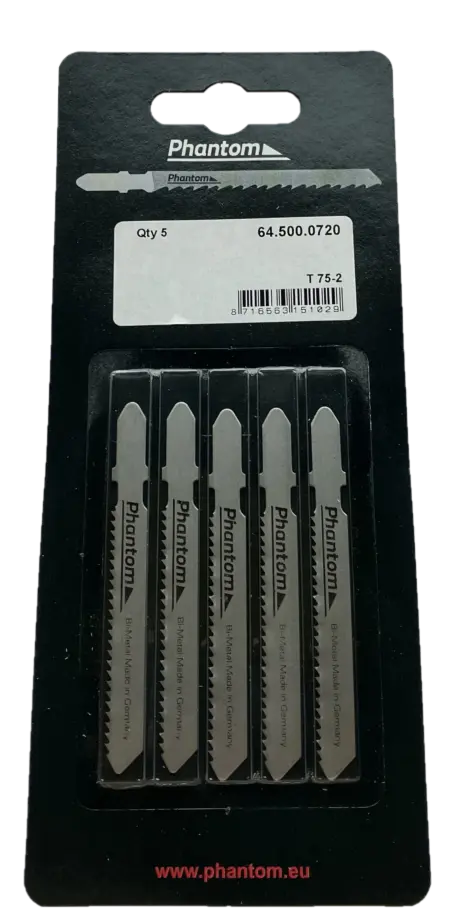 Phantom
Phantom
Qty 5 64.500.0720
T 75-2
8 716563 151029
Phantom
Bi-Metal Made in Germany
Phantom
Bi-Metal Made in Germany
Phantom
Bi-Metal Made in Germany
Phantom
Bi-Metal Made in Germany
Phantom
Bi-Metal Made in Germany
www.phantom.eu